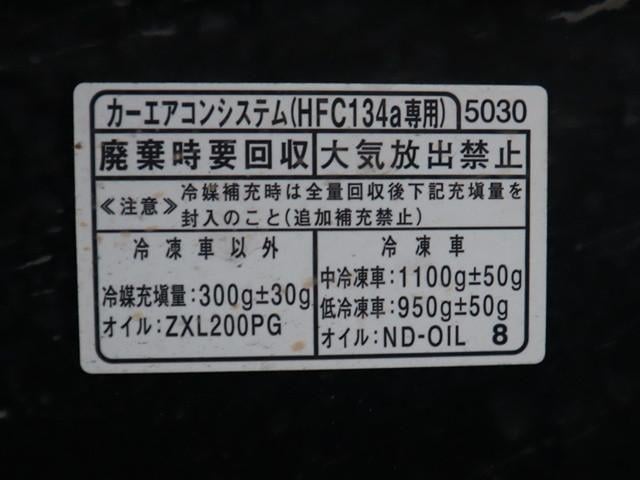 カーエアコンシステム(HFC134a専用) 5030
廃棄時要回収 大気放出禁止
≪注意≫ 冷媒補充時は全量回収後下記充填量を
封入のこと(追加補充禁止)
冷凍車以外
冷媒充填量:300g±30g
オイル:ZXL200PG
冷凍車
中冷凍車:1100g±50g
低冷凍車:950g±50g
オイル:ND-OIL 8